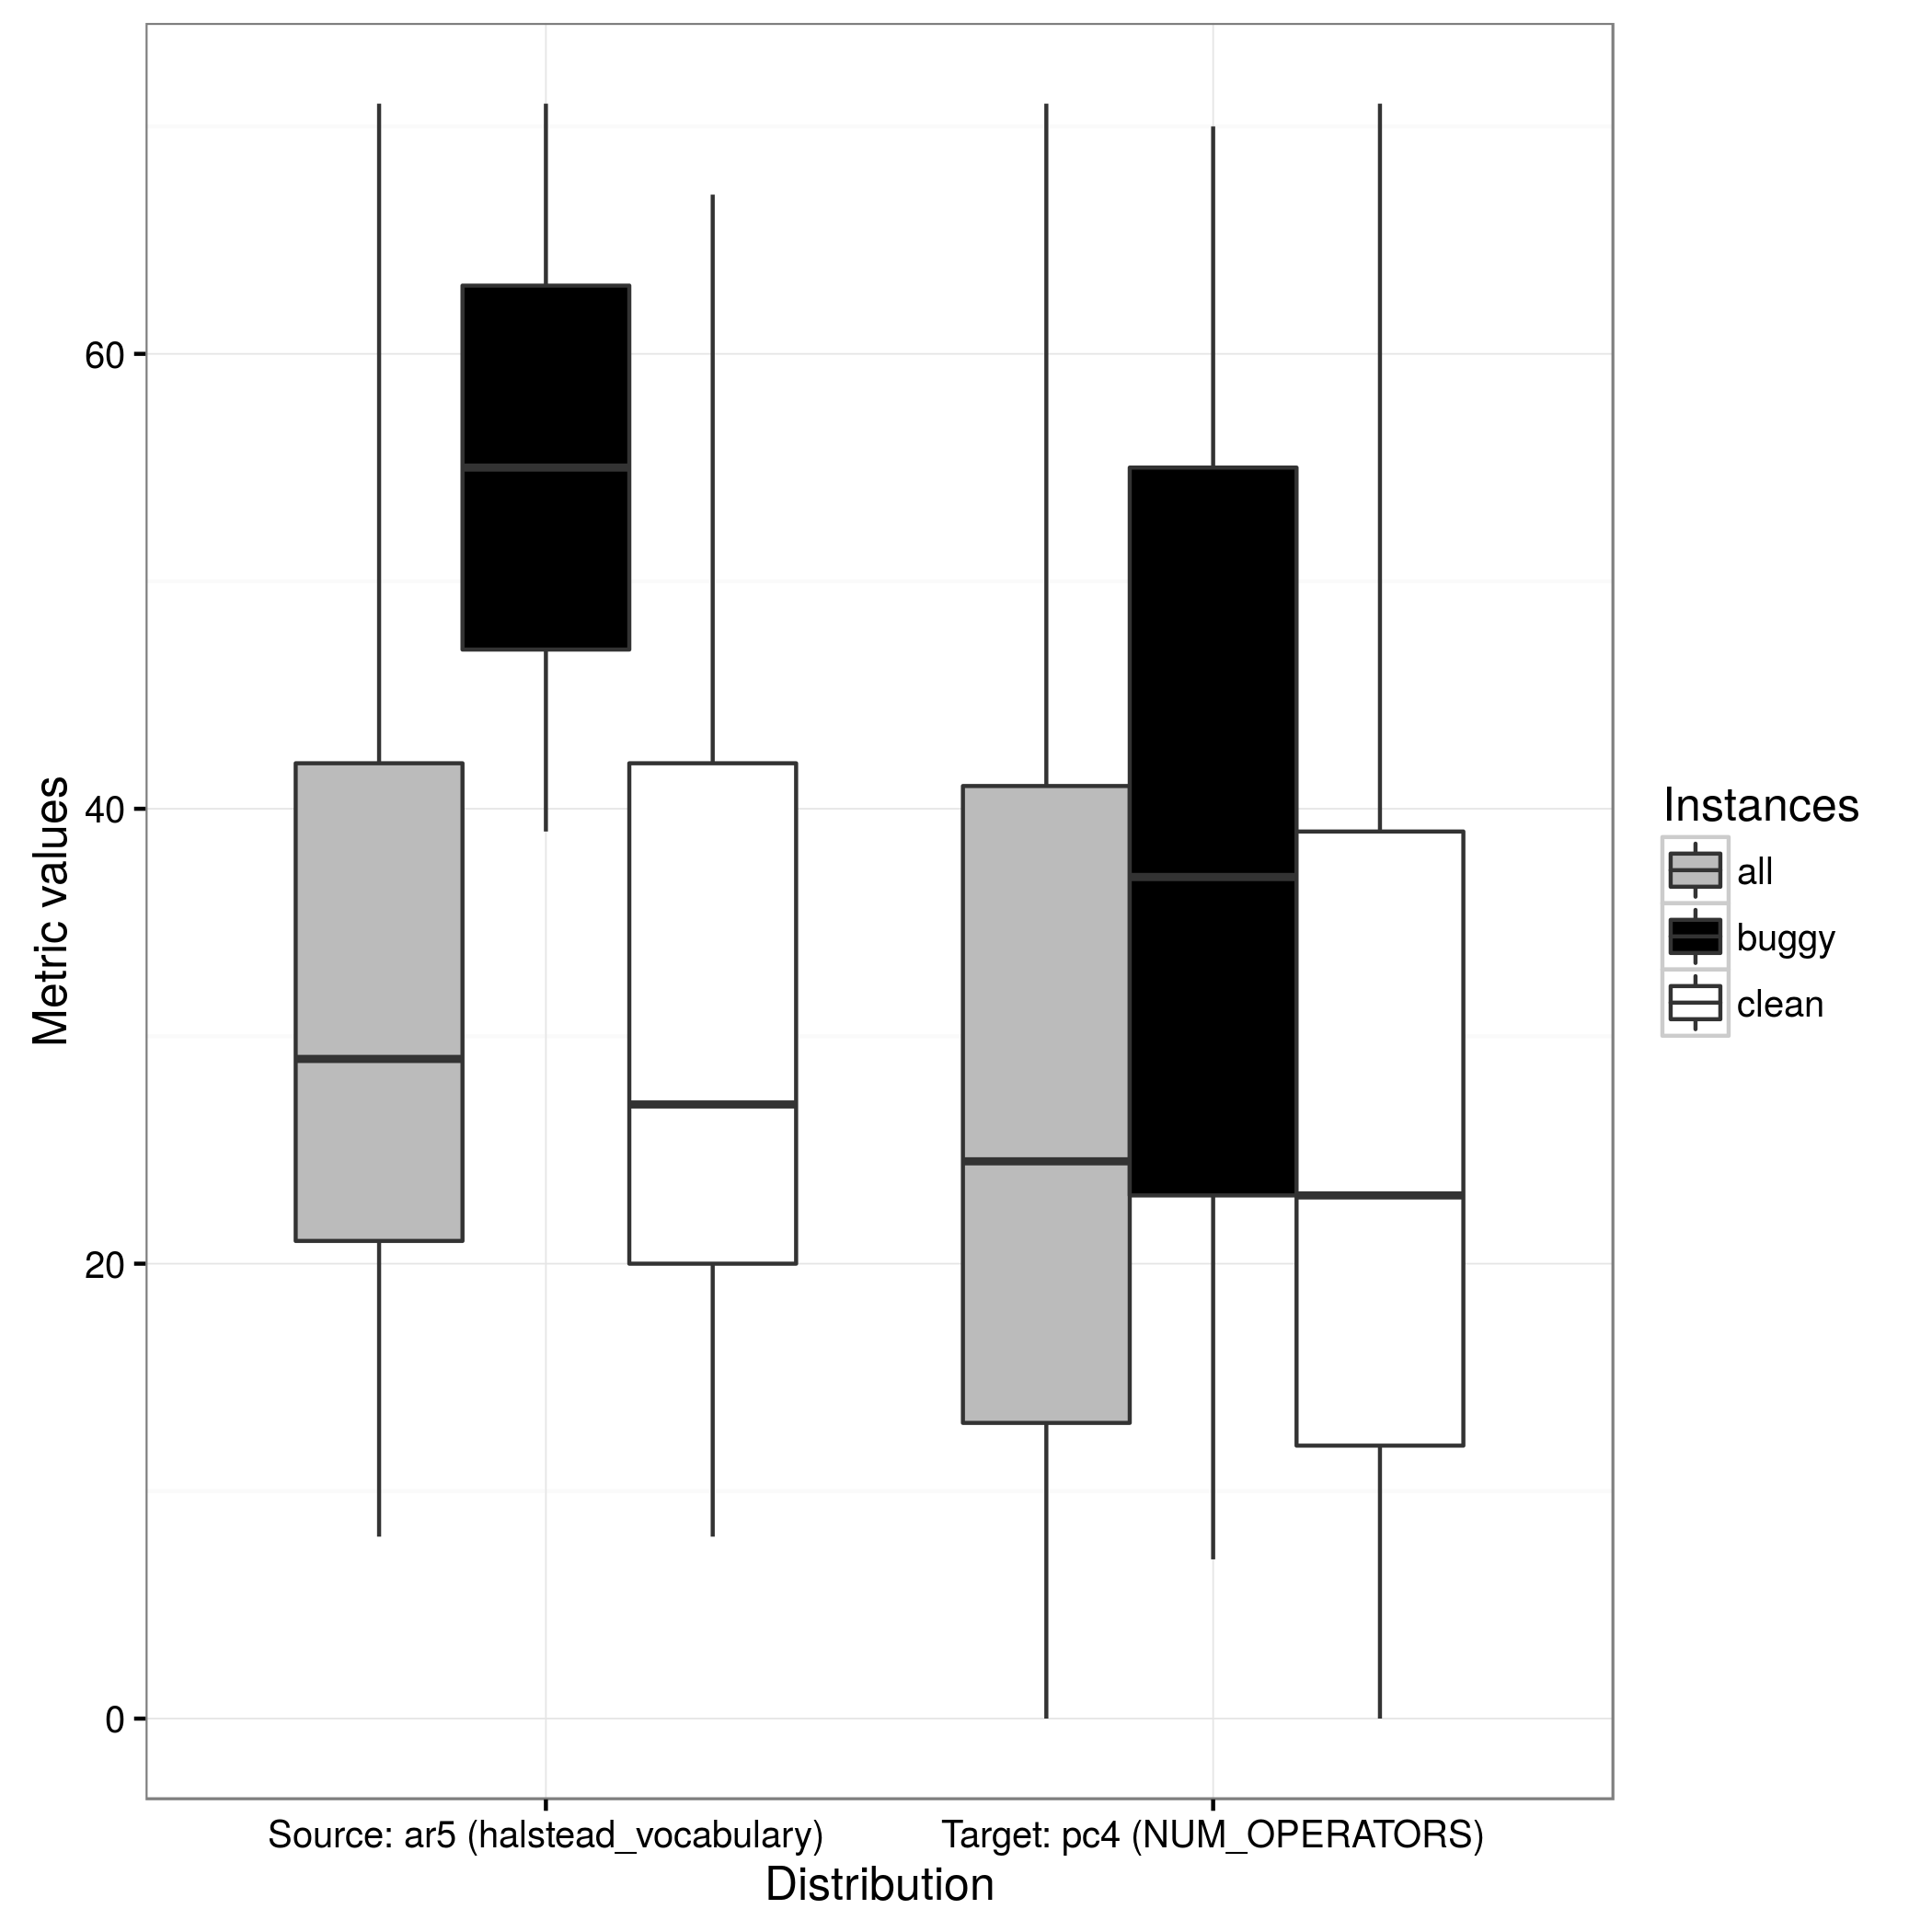 Metric values
60
40
20
0
Source: ar5 (halstead_vocabulary)
Target: pc4 (NUM_OPERATORS)
Distribution
Instances
all
buggy
clean